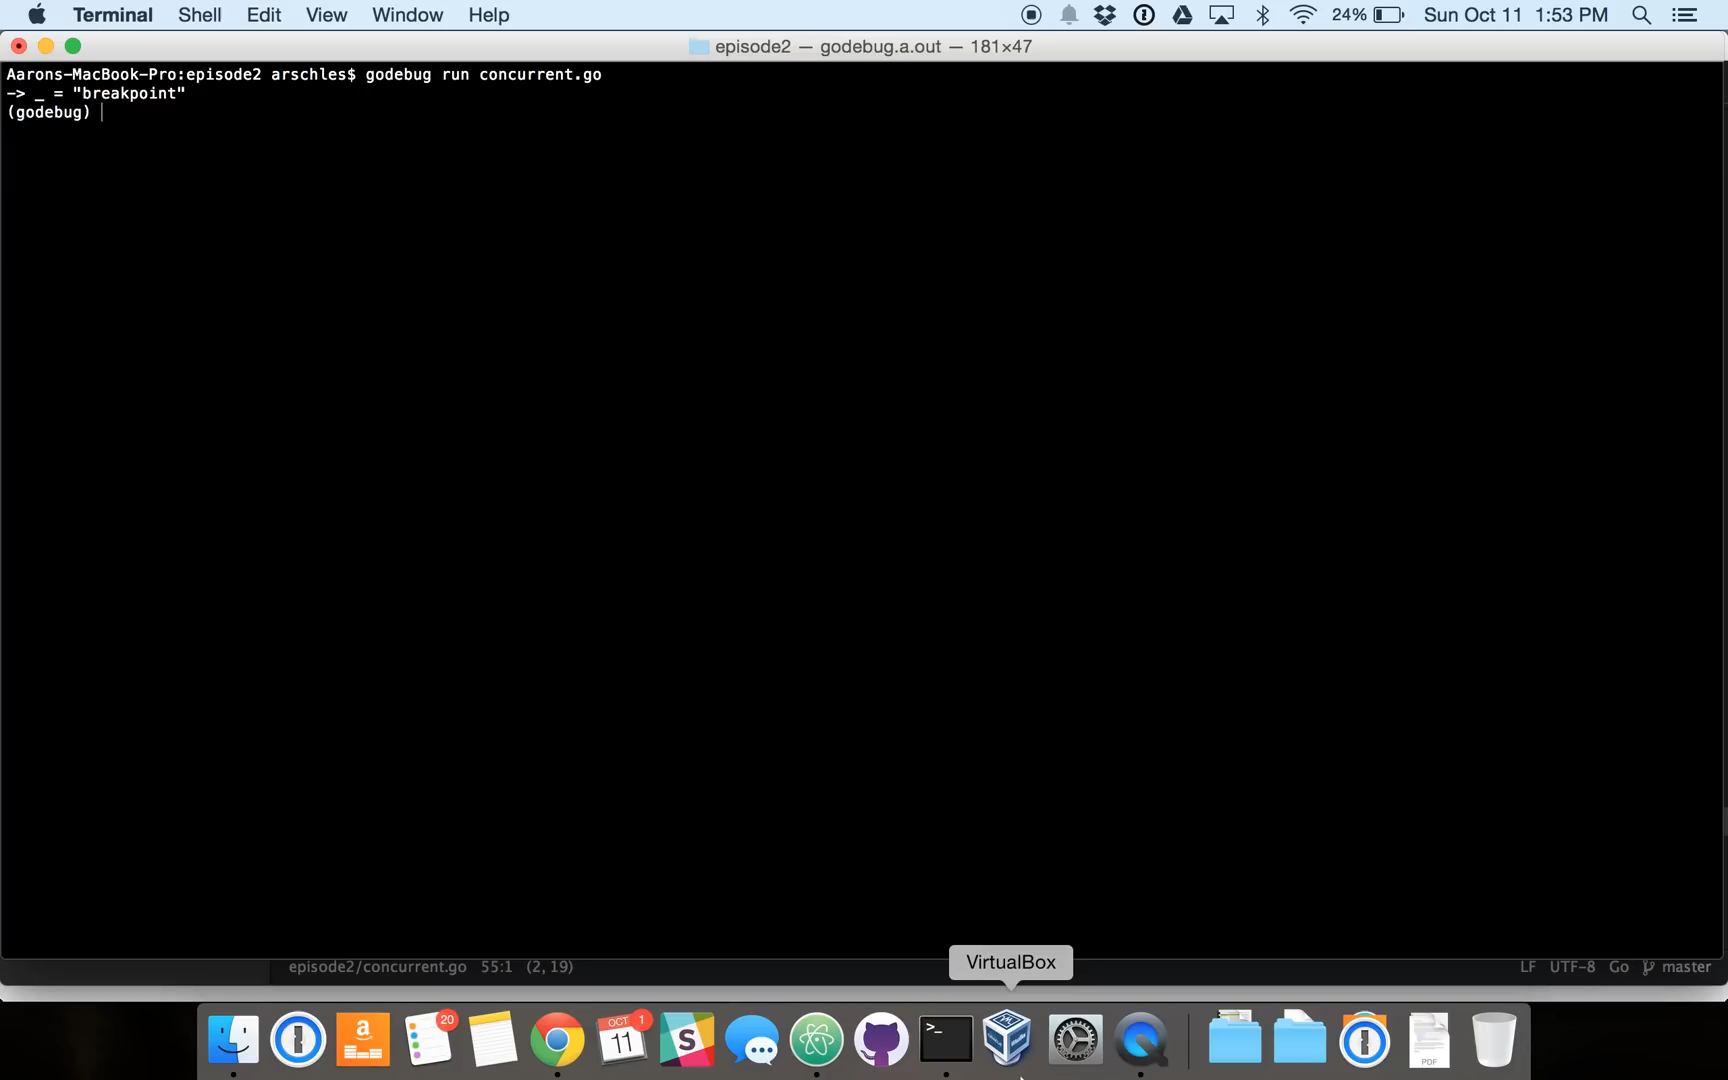 Terminal Shell Edit View Window Help 24% Sun Oct 11 1:53 PM
episode2 — godebug.a.out — 181×47
Aarons-MacBook-Pro:episode2 arschles$ godebug run concurrent.go
-> _ = "breakpoint"
(godebug)
VirtualBox
episode2/concurrent.go 55:1 (2, 19) LF UTF-8 Go master
20
OCT 1
11
a
S
>_
PDF